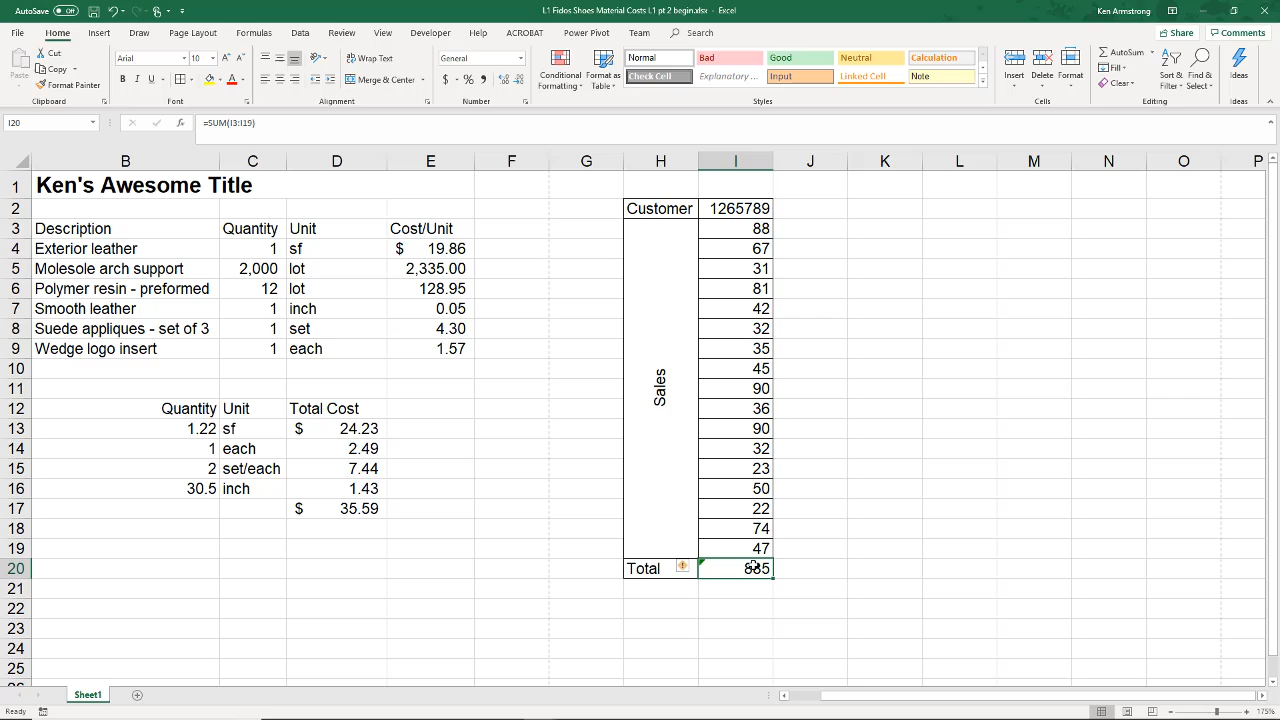 AutoSave Off
L1 Fidos Shoes Material Costs L1 pt 2 begin.xlsx - Excel
Ken Armstrong
File Home Insert Draw Page Layout Formulas Data Review View Developer Help ACROBAT Power Pivot Team Search Share Comments
Paste Cut Copy Format Painter Clipboard
Arial 10 B I U A Font
Wrap Text Merge & Center Alignment
General $ % Number
Conditional Formatting Format as Table
Normal Bad Good Neutral Calculation
Check Cell Explanatory ... Input Linked Cell Note
Styles
Insert Delete Format Cells
AutoSum Fill Clear Sort & Filter Find & Select Editing
Ideas Ideas
I20 fx =SUM(I3:I19)
B C D E F G H I J K L M N O P
1 Ken's Awesome Title
2 Customer 1265789
3 Description Quantity Unit Cost/Unit 88
4 Exterior leather 1 sf $ 19.86 67
5 Molesole arch support 2,000 lot 2,335.00 31
6 Polymer resin - preformed 12 lot 128.95 81
7 Smooth leather 1 inch 0.05 42
8 Suede appliques - set of 3 1 set 4.30 32
9 Wedge logo insert 1 each 1.57 35
10 45
Sales
11 90
12 Quantity Unit Total Cost 36
13 1.22 sf $ 24.23 90
14 1 each 2.49 32
15 2 set/each 7.44 23
16 30.5 inch 1.43 50
17 $ 35.59 22
18 74
19 47
20 Total 885
21
22
23
24
25
Sheet1
Ready 175%